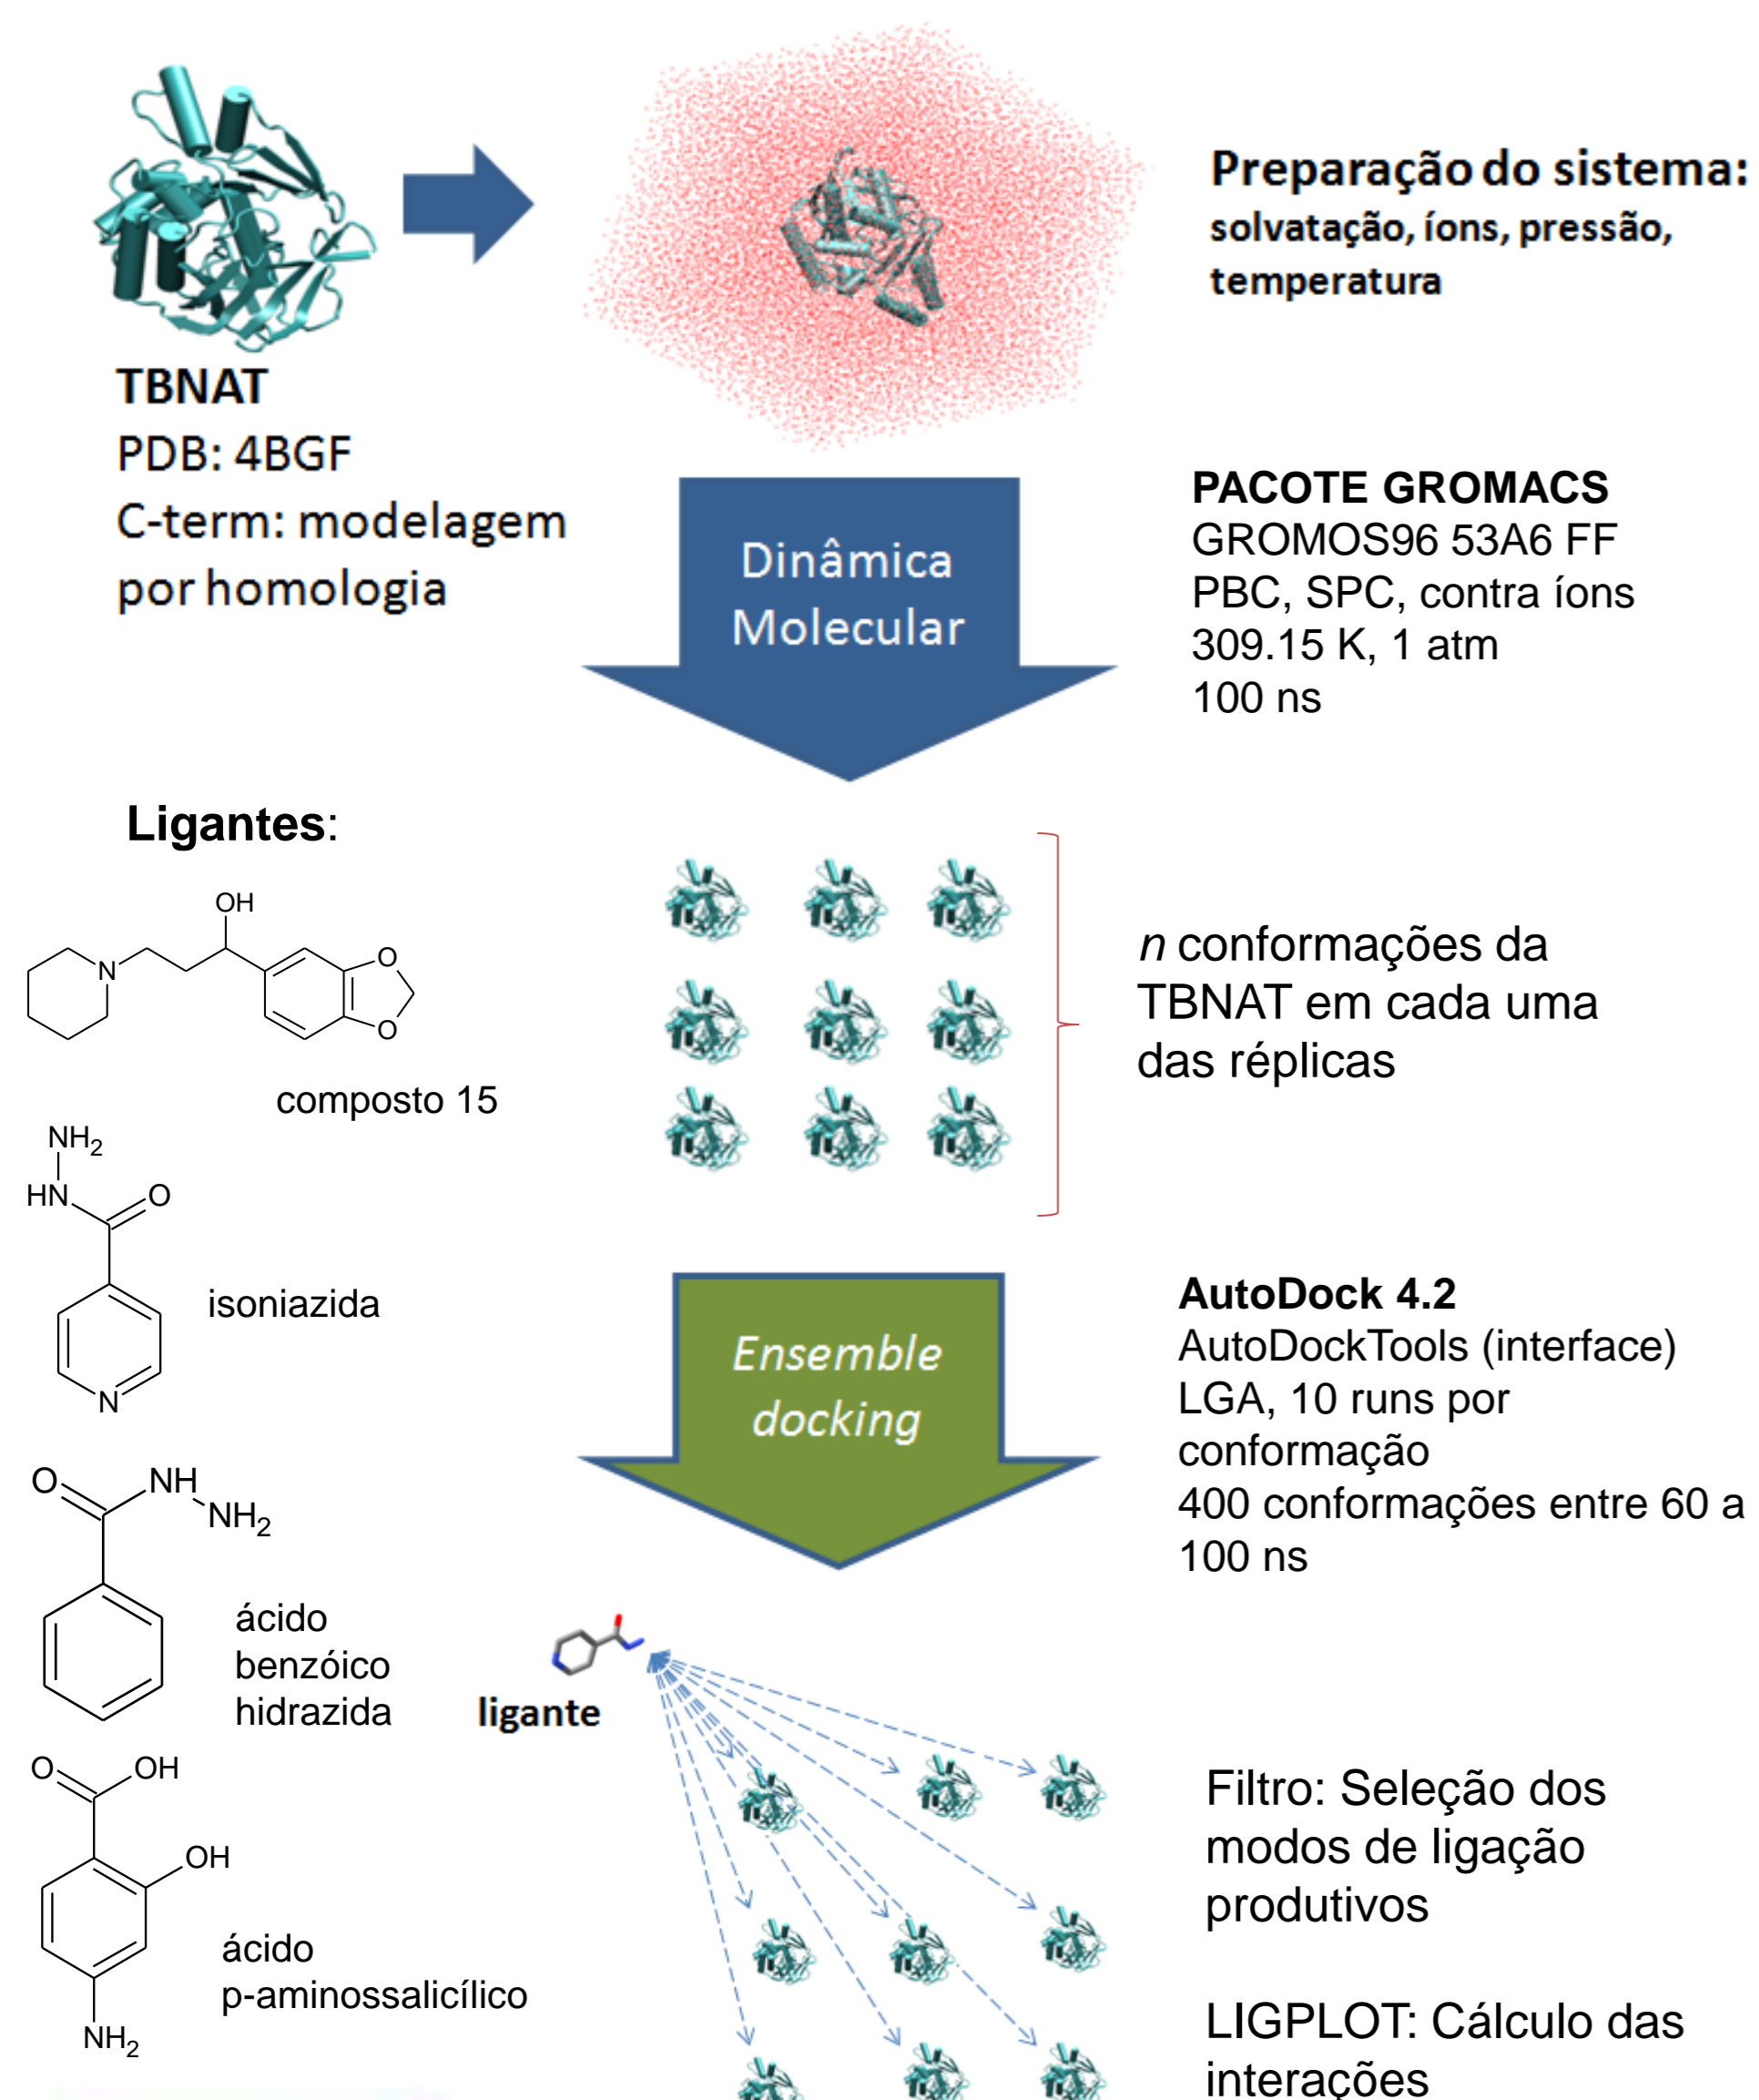 Preparação do sistema:
solvatação, íons, pressão,
temperatura
TBNAT
PDB: 4BGF
C-term: modelagem
por homologia
Dinâmica
Molecular
PACOTE GROMACS
GROMOS96 53A6 FF
PBC, SPC, contra íons
309.15 K, 1 atm
100 ns
Ligantes:
OH
N
O
O
composto 15
n conformações da
TBNAT em cada uma
das réplicas
NH2
HN
O
N
isoniazida
Ensemble
docking
AutoDock 4.2
AutoDockTools (interface)
LGA, 10 runs por
conformação
400 conformações entre 60 a
100 ns
O
NH
NH2
ácido
benzóico
hidrazida
ligante
O
OH
OH
NH2
ácido
p-aminossalicílico
Filtro: Seleção dos
modos de ligação
produtivos
LIGPLOT: Cálculo das
interações